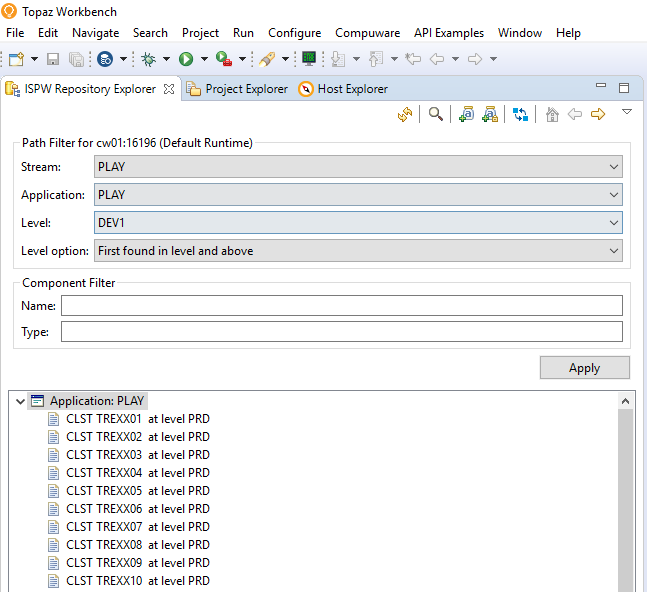 Topaz Workbench
File Edit Navigate Search Project Run Configure Compuware API Examples Window Help
ISPW Repository Explorer Project Explorer Host Explorer
Path Filter for cw01:16196 (Default Runtime)
Stream: PLAY
Application: PLAY
Level: DEV1
Level option: First found in level and above
Component Filter
Name:
Type:
Apply
Application: PLAY
CLST TREXX01 at level PRD
CLST TREXX02 at level PRD
CLST TREXX03 at level PRD
CLST TREXX04 at level PRD
CLST TREXX05 at level PRD
CLST TREXX06 at level PRD
CLST TREXX07 at level PRD
CLST TREXX08 at level PRD
CLST TREXX09 at level PRD
CLST TREXX10 at level PRD